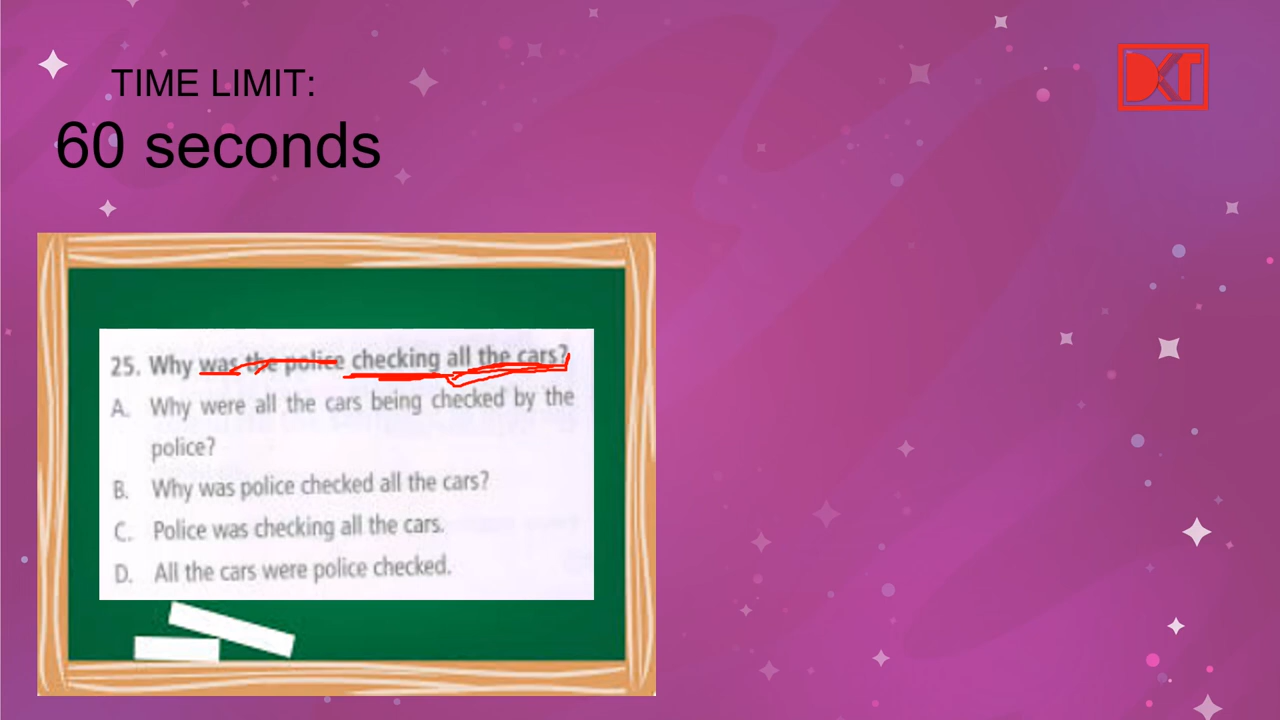 TIME LIMIT:
60 seconds
DKT
25. Why was the police checking all the cars?
A. Why were all the cars being checked by the
police?
B. Why was police checked all the cars?
C. Police was checking all the cars.
D. All the cars were police checked.